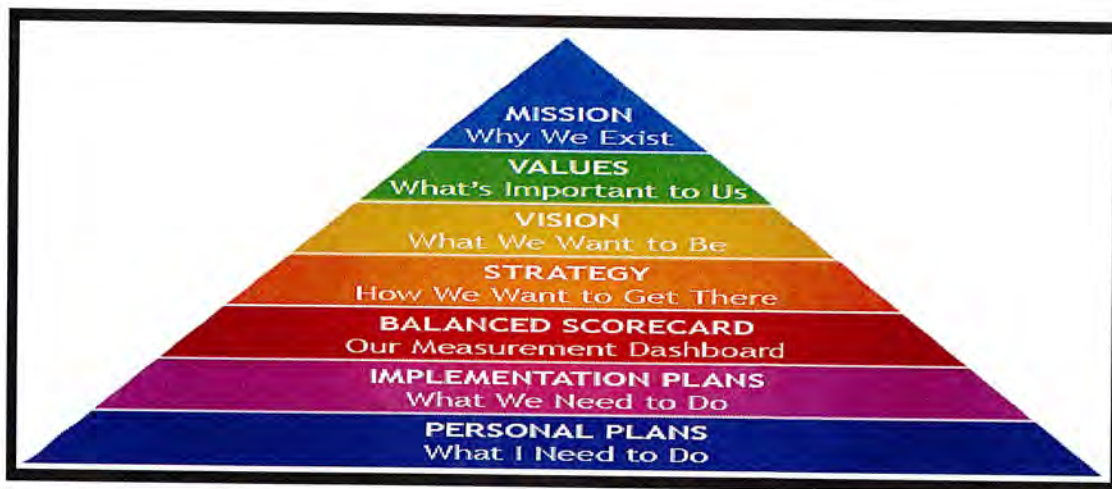 MISSION
Why We Exist
VALUES
What's Important to Us
VISION
What We Want to Be
STRATEGY
How We Want to Get There
BALANCED SCORECARD
Our Measurement Dashboard
IMPLEMENTATION PLANS
What We Need to Do
PERSONAL PLANS
What I Need to Do